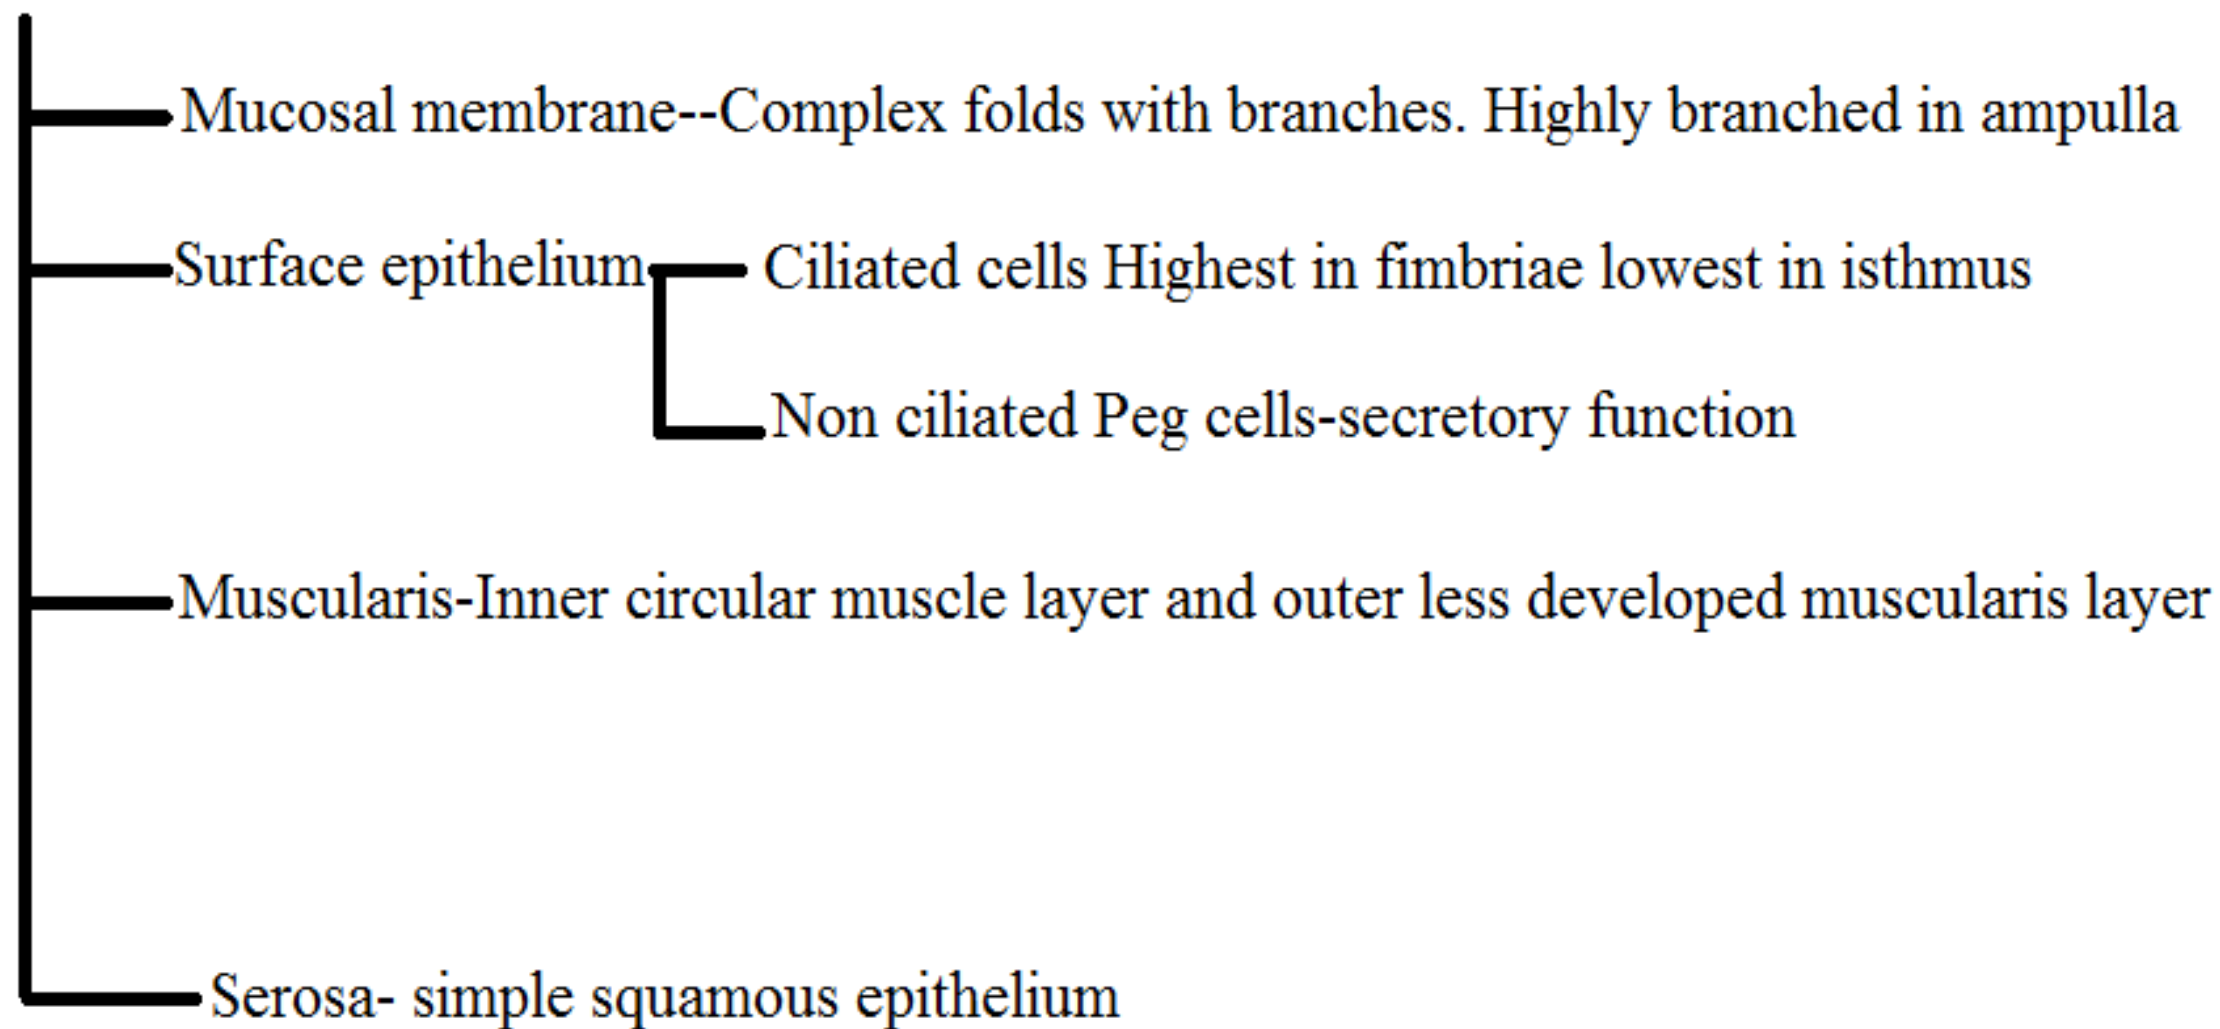 Mucosal membrane--Complex folds with branches. Highly branched in ampulla
Surface epithelium
Ciliated cells Highest in fimbriae lowest in isthmus
Non ciliated Peg cells-secretory function
Muscularis-Inner circular muscle layer and outer less developed muscularis layer
Serosa- simple squamous epithelium